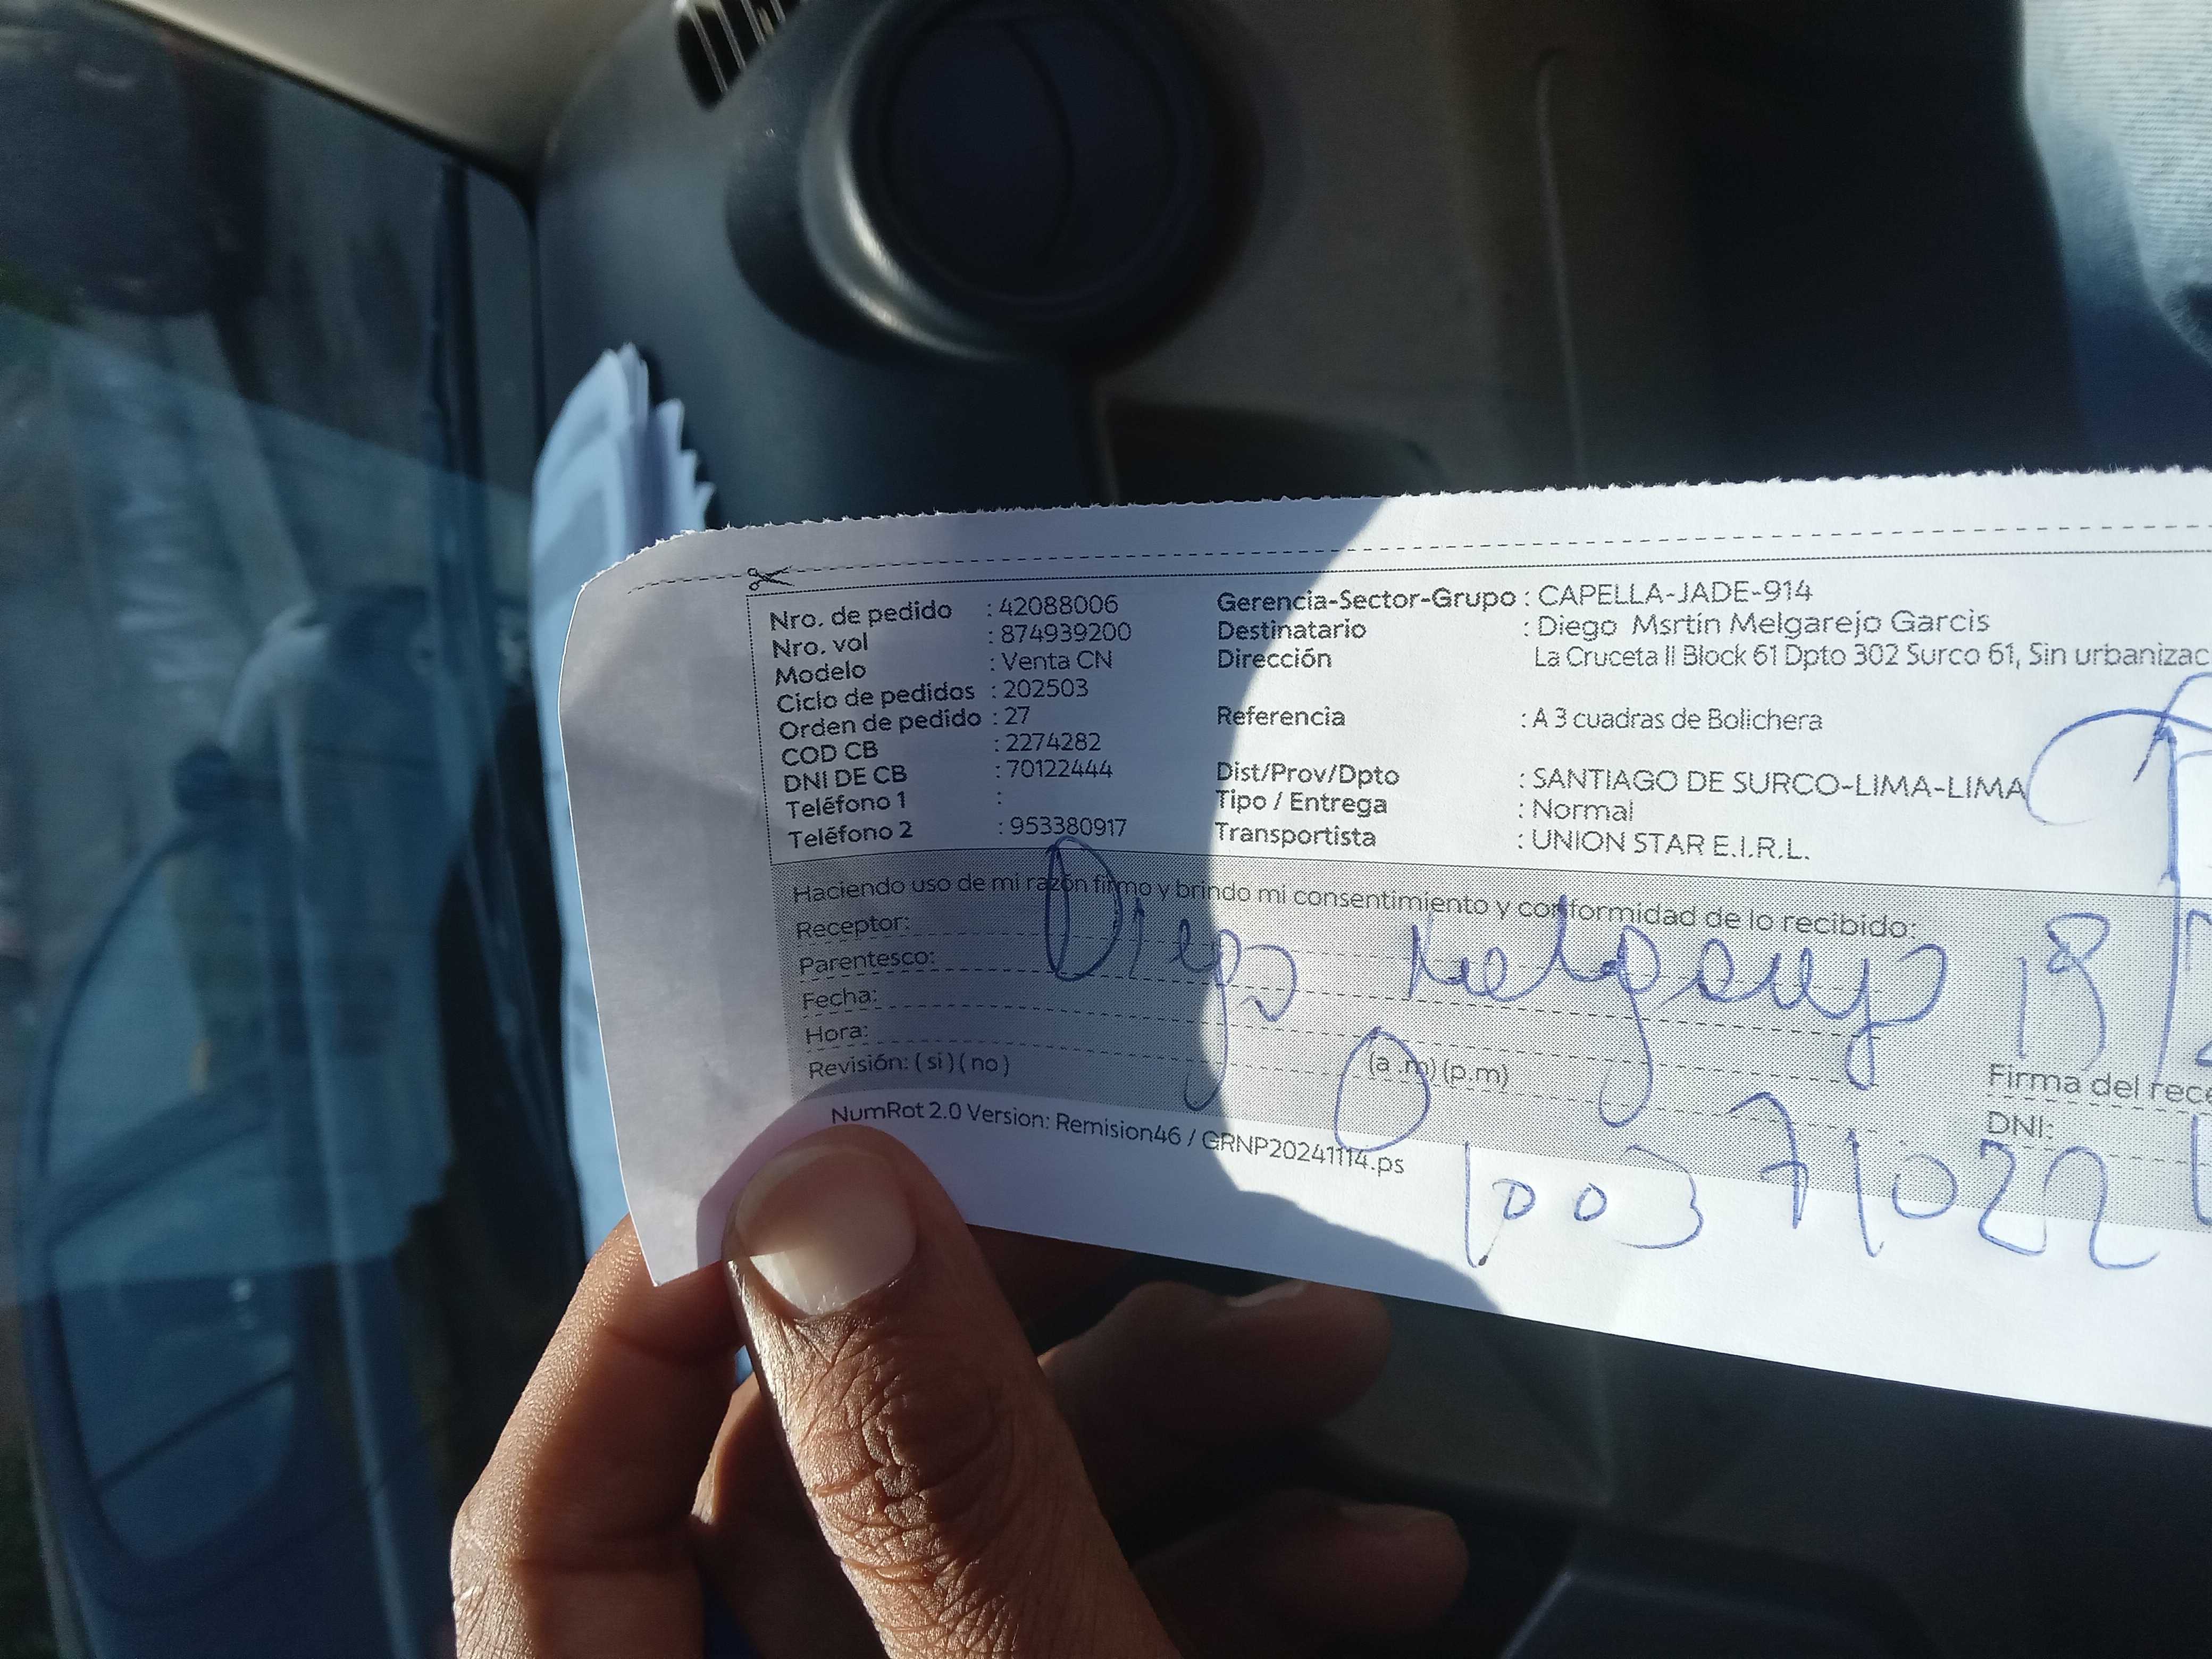 Nro. de pedido : 42088006
Nro. vol : 874939200
Modelo : Venta CN
Ciclo de pedidos : 202503
Orden de pedido : 27
COD CB : 2274282
DNI DE CB : 70122444
Teléfono 1 :
Teléfono 2 : 953380917
Gerencia-Sector-Grupo : CAPELLA-JADE-914
Destinatario : Diego Msrtin Melgarejo Garcis
Dirección La Cruceta II Block 61 Dpto 302 Surco 61, Sin urbanizac
Referencia : A 3 cuadras de Bolichera
Dist/Prov/Dpto : SANTIAGO DE SURCO-LIMA-LIMA
Tipo / Entrega : Normal
Transportista : UNION STAR E.I.R.L.
Haciendo uso de mi razón firmo y brindo mi consentimiento y conformidad de lo recibido:
Receptor:
Diego Melgarejo 18
Parentesco:
Fecha:
Hora:
(a .m) (p.m)
Revisión: ( si ) ( no )
Firma del rece
DNI:
NumRot 2.0 Version: Remision46 / GRNP20241114.ps